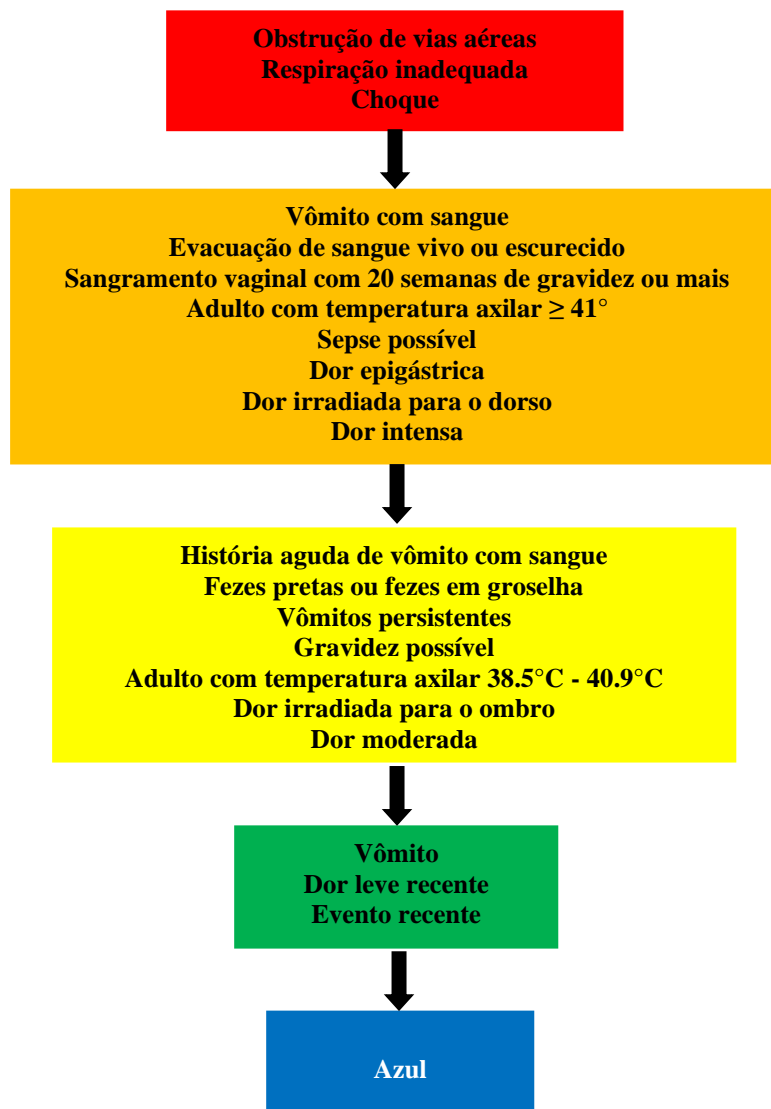 Obstrução de vias aéreas
Respiração inadequada
Choque
Vômito com sangue
Evacuação de sangue vivo ou escurecido
Sangramento vaginal com 20 semanas de gravidez ou mais
Adulto com temperatura axilar ≥ 41°
Sepse possível
Dor epigástrica
Dor irradiada para o dorso
Dor intensa
História aguda de vômito com sangue
Fezes pretas ou fezes em groselha
Vômitos persistentes
Gravidez possível
Adulto com temperatura axilar 38.5°C - 40.9°C
Dor irradiada para o ombro
Dor moderada
Vômito
Dor leve recente
Evento recente
Azul